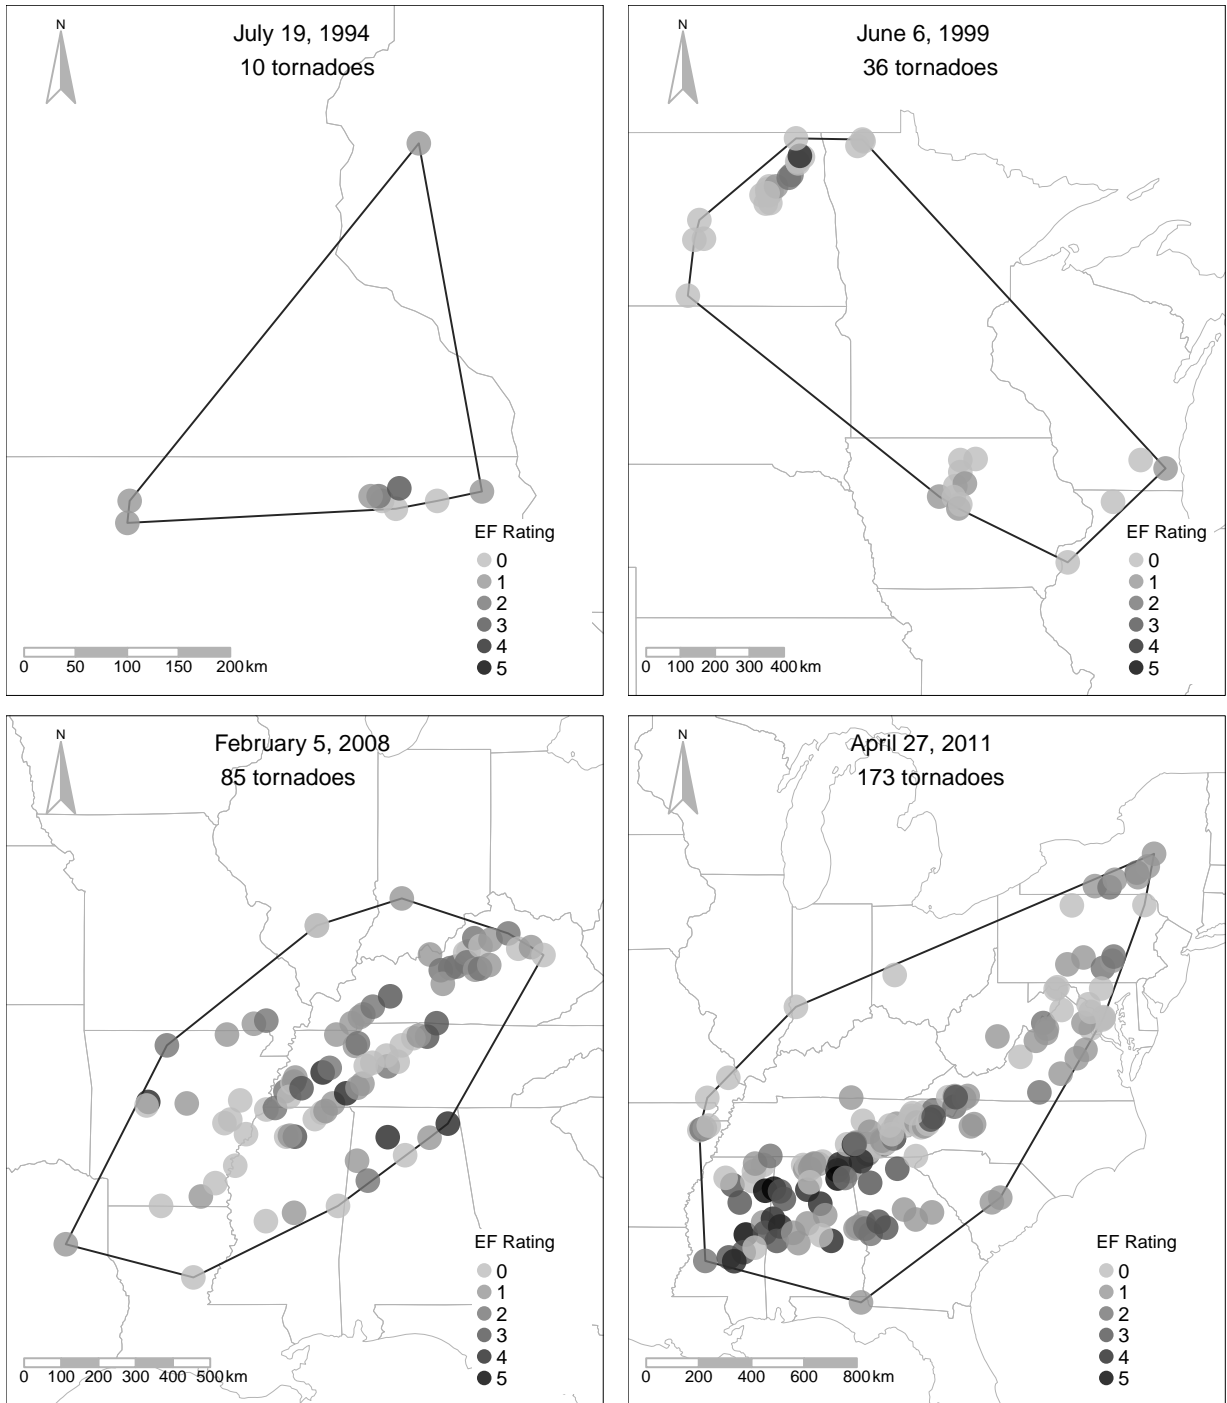 N
July 19, 1994
10 tornadoes
EF Rating
0
1
2
3
4
5
0 50 100 150 200 km
N
June 6, 1999
36 tornadoes
EF Rating
0
1
2
3
4
5
0 100 200 300 400 km
N
February 5, 2008
85 tornadoes
EF Rating
0
1
2
3
4
5
0 100 200 300 400 500 km
N
April 27, 2011
173 tornadoes
EF Rating
0
1
2
3
4
5
0 200 400 600 800 km